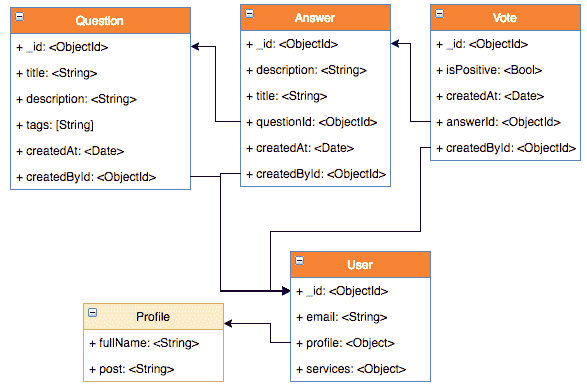 Question
+ _id: <ObjectId>
+ title: <String>
+ description: <String>
+ tags: [String]
+ createdAt: <Date>
+ createdById: <ObjectId>
Answer
+ _id: <ObjectId>
+ description: <String>
+ title: <String>
+ questionId: <ObjectId>
+ createdAt: <Date>
+ createdById: <ObjectId>
Vote
+ _id: <ObjectId>
+ isPositive: <Bool>
+ createdAt: <Date>
+ answerId: <ObjectId>
+ createdById: <ObjectId>
User
+ _id: <ObjectId>
+ email: <String>
+ profile: <Object>
+ services: <Object>
Profile
+ fullName: <String>
+ post: <String>